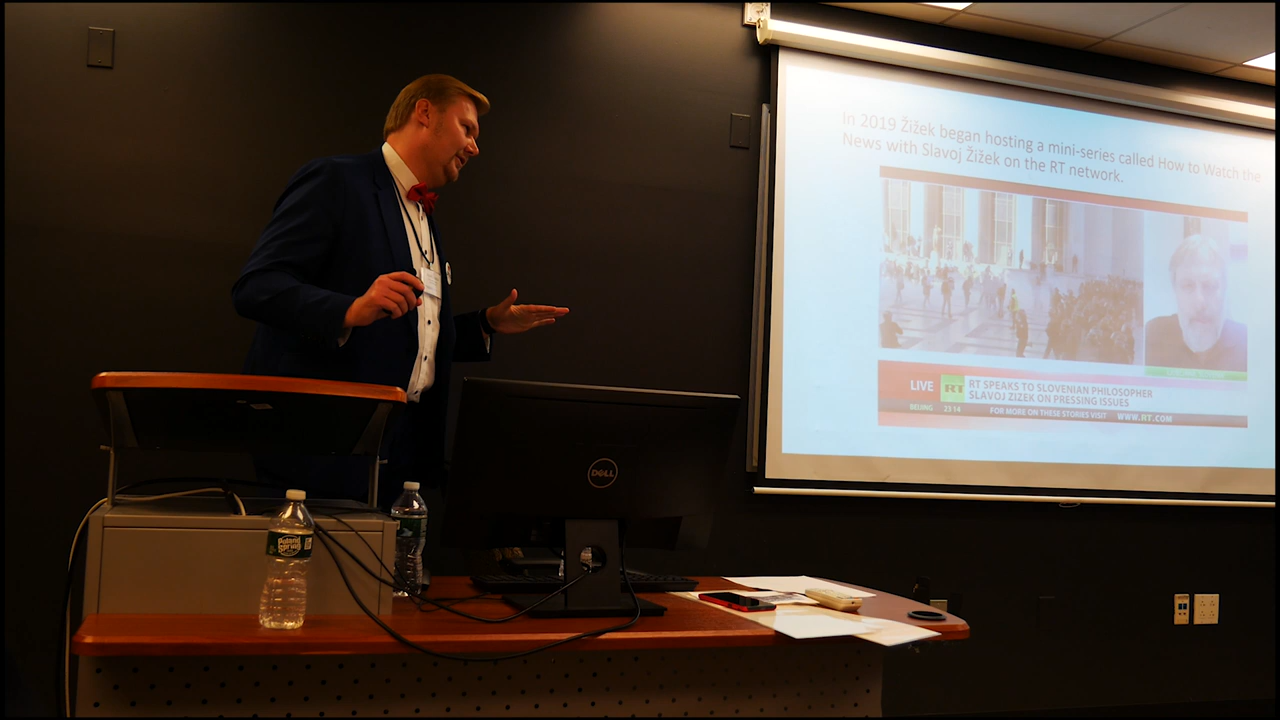 In 2019 Žižek began hosting a mini-series called How to Watch the
News with Slavoj Žižek on the RT network.
LIVE RT RT SPEAKS TO SLOVENIAN PHILOSOPHER
SLAVOJ ZIZEK ON PRESSING ISSUES
BEIJING 23 14 FOR MORE ON THESE STORIES VISIT WWW.RT.COM
DELL
Poland
Spring